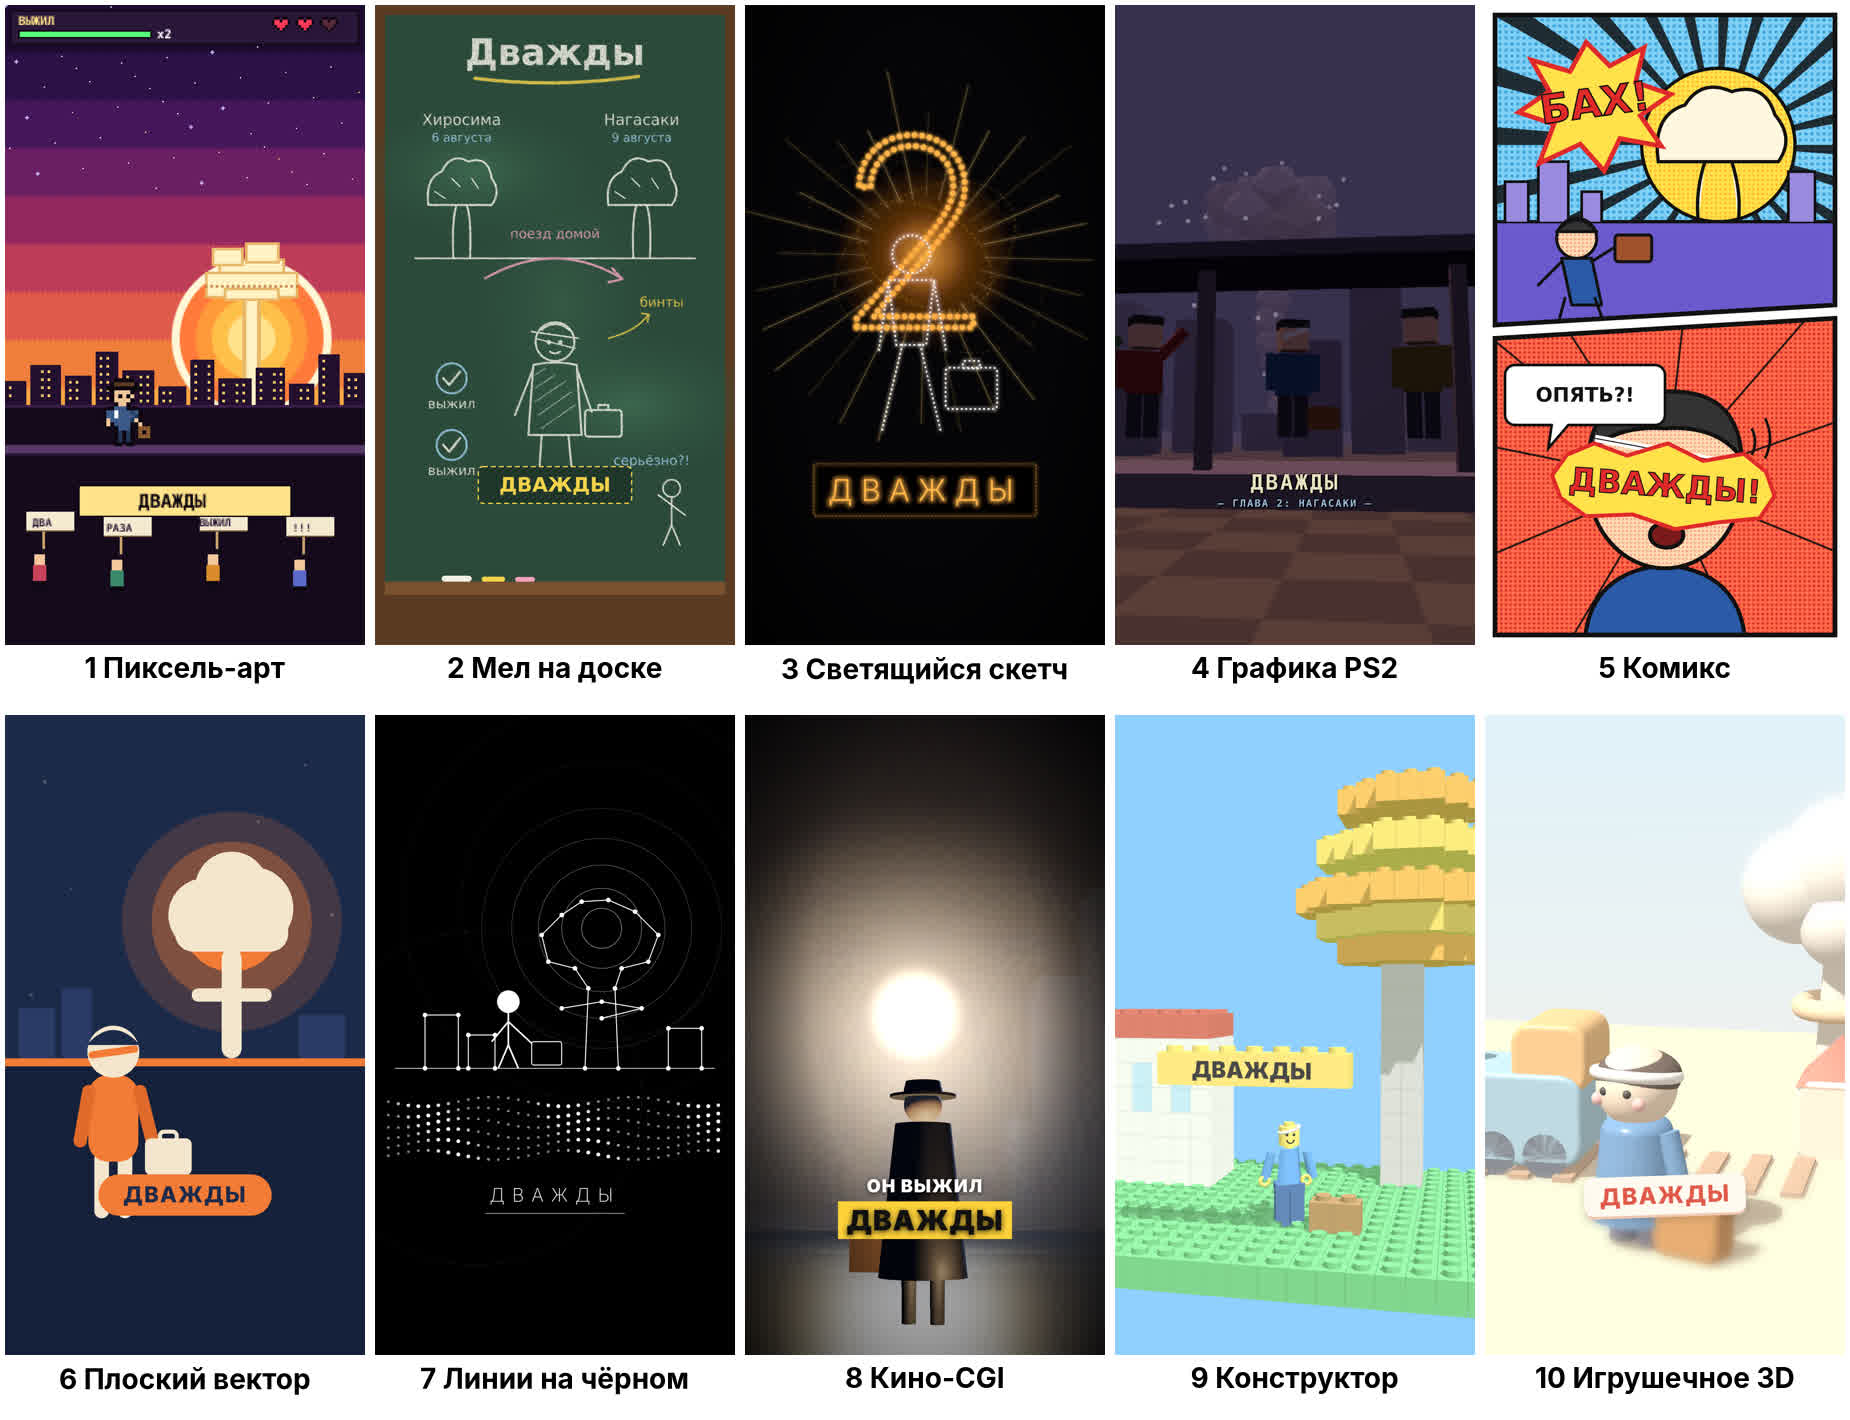 ВЫЖИЛ
x2
ДВАЖДЫ
ДВА
РАЗА
ВЫЖИЛ
!!!
1 Пиксель-арт
Дважды
Хиросима
6 августа
Нагасаки
9 августа
поезд домой
бинты
выжил
выжил
серьёзно?!
ДВАЖДЫ
2 Мел на доске
2
ДВАЖДЫ
3 Светящийся скетч
ДВАЖДЫ
— ГЛАВА 2: НАГАСАКИ —
4 Графика PS2
БАХ!
ОПЯТЬ?!
ДВАЖДЫ!
5 Комикс
ДВАЖДЫ
6 Плоский вектор
ДВАЖДЫ
7 Линии на чёрном
он выжил
ДВАЖДЫ
8 Кино-CGI
ДВАЖДЫ
9 Конструктор
ДВАЖДЫ
10 Игрушечное 3D